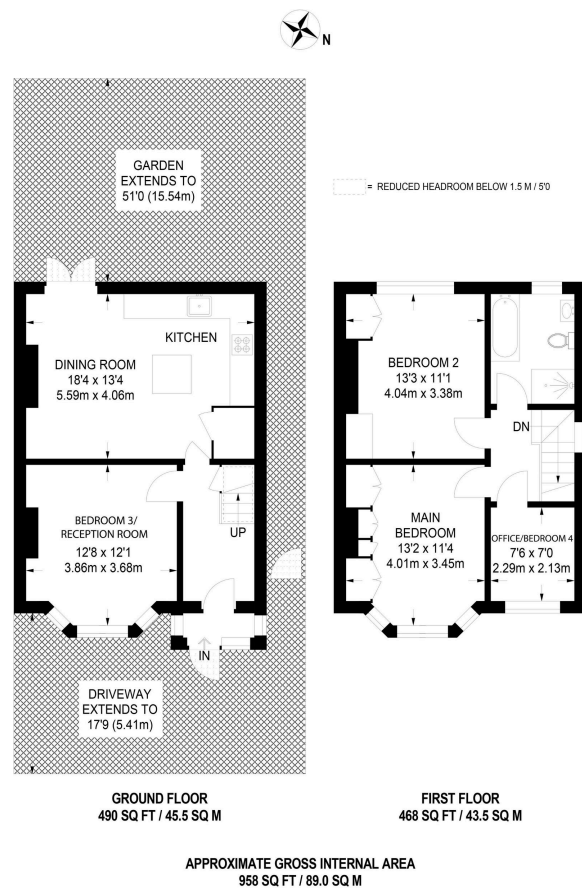 N
GARDEN
EXTENDS TO
51'0 (15.54m)
= REDUCED HEADROOM BELOW 1.5 M / 5'0
KITCHEN
DINING ROOM
18'4 x 13'4
5.59m x 4.06m
BEDROOM 3/
RECEPTION ROOM
12'8 x 12'1
3.86m x 3.68m
UP
IN
DRIVEWAY
EXTENDS TO
17'9 (5.41m)
BEDROOM 2
13'3 x 11'1
4.04m x 3.38m
DN
MAIN
BEDROOM
13'2 x 11'4
4.01m x 3.45m
OFFICE/BEDROOM 4
7'6 x 7'0
2.29m x 2.13m
GROUND FLOOR
490 SQ FT / 45.5 SQ M
FIRST FLOOR
468 SQ FT / 43.5 SQ M
APPROXIMATE GROSS INTERNAL AREA
958 SQ FT / 89.0 SQ M